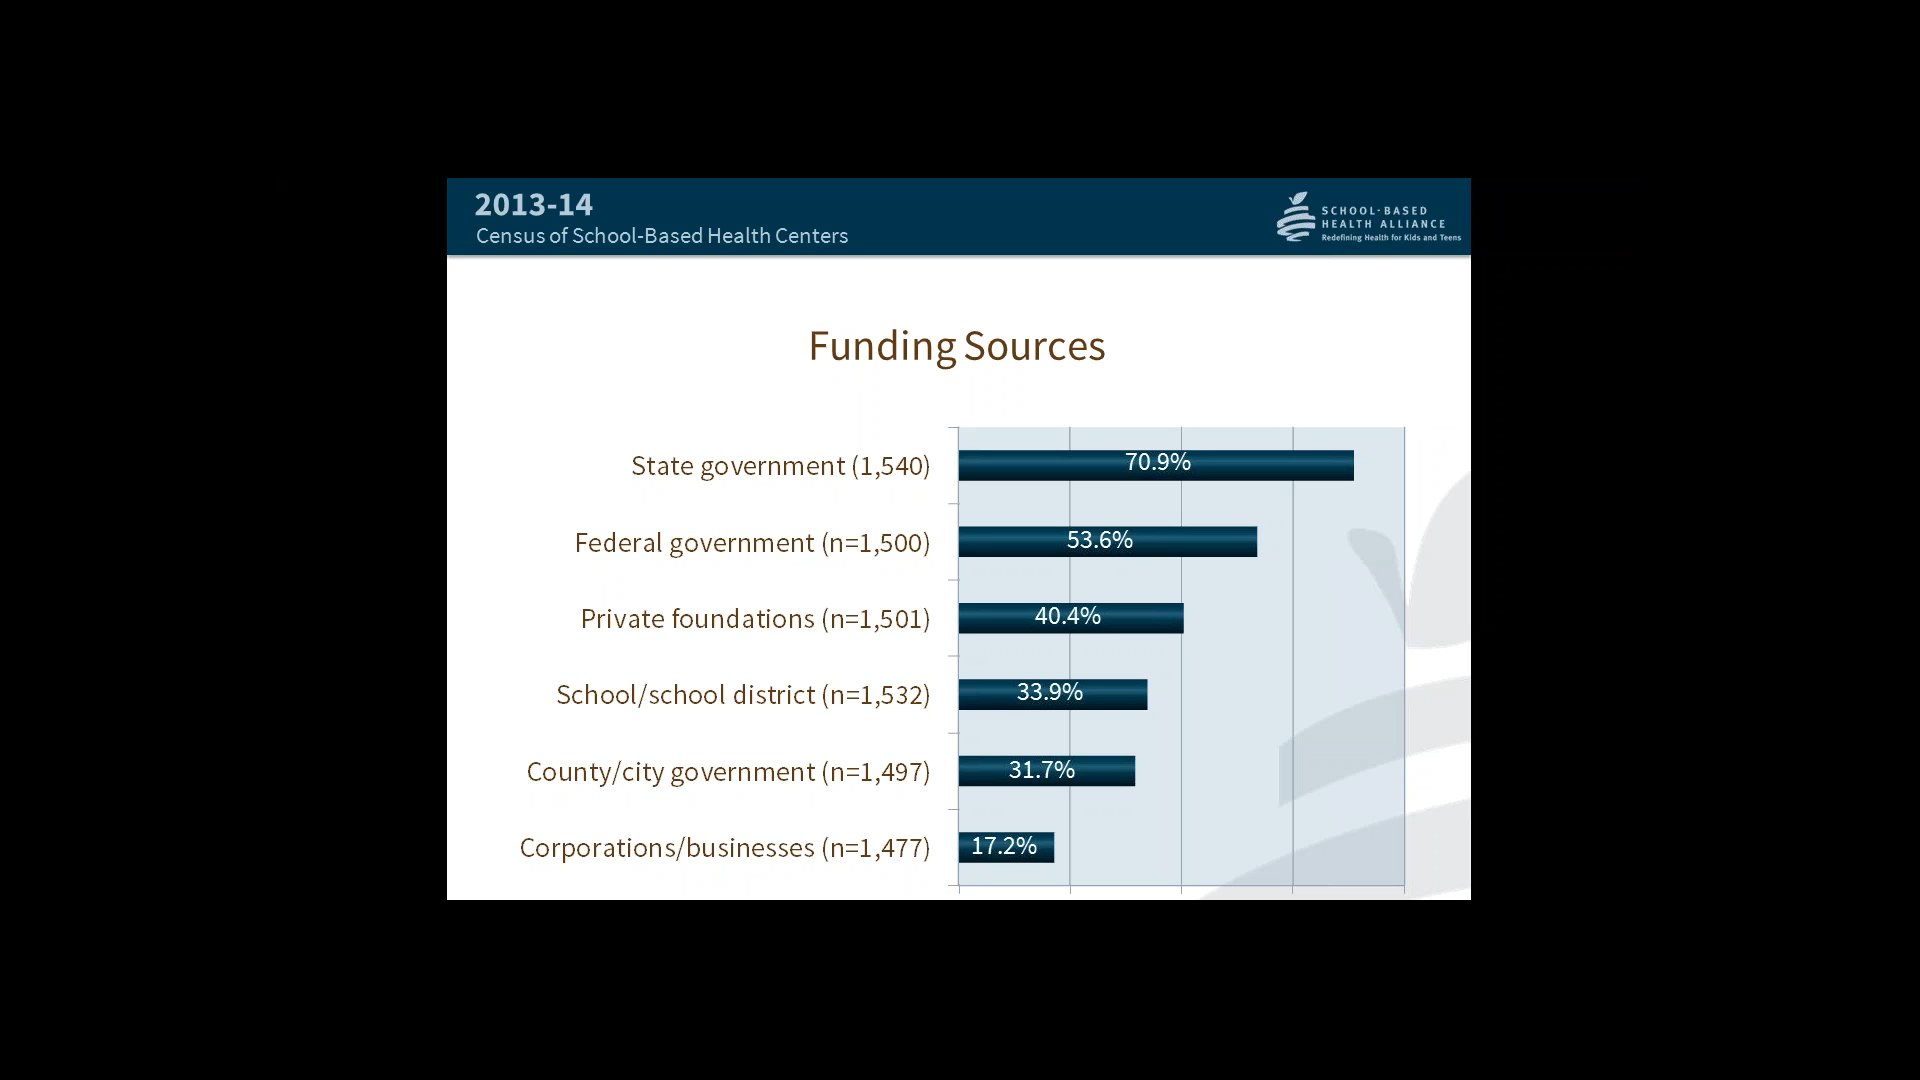 2013-14
Census of School-Based Health Centers
SCHOOL-BASED
HEALTH ALLIANCE
Redefining Health for Kids and Teens
Funding Sources
State government (1,540) 70.9%
Federal government (n=1,500) 53.6%
Private foundations (n=1,501) 40.4%
School/school district (n=1,532) 33.9%
County/city government (n=1,497) 31.7%
Corporations/businesses (n=1,477) 17.2%